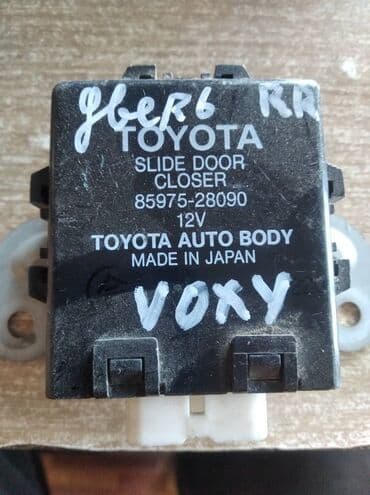 дверь RR
TOYOTA
SLIDE DOOR
CLOSER
85975-28090
12V
TOYOTA AUTO BODY
MADE IN JAPAN
VOXY